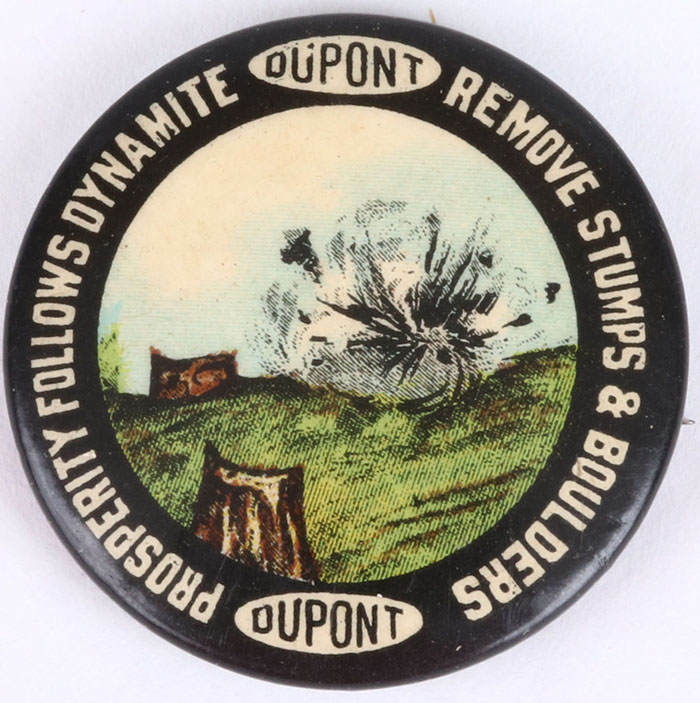 DUPONT
PROSPERITY FOLLOWS DYNAMITE
REMOVE STUMPS & BOULDERS
DUPONT